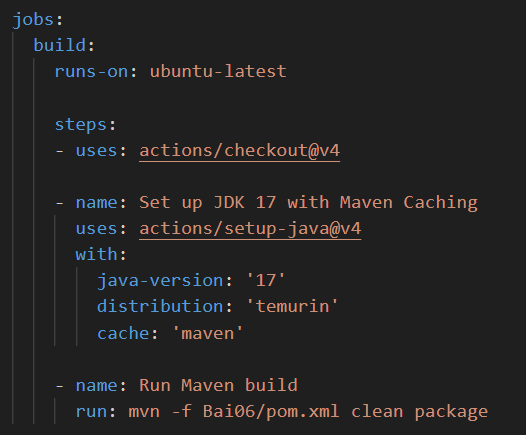 jobs:
  build:
    runs-on: ubuntu-latest

    steps:
    - uses: actions/checkout@v4

    - name: Set up JDK 17 with Maven Caching
      uses: actions/setup-java@v4
      with:
        java-version: '17'
        distribution: 'temurin'
        cache: 'maven'

    - name: Run Maven build
      run: mvn -f Bai06/pom.xml clean package